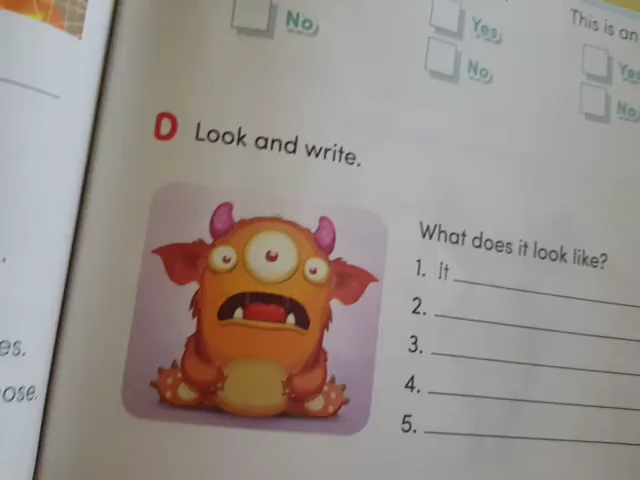 No
Yes
No
This is an
Yes
No
D Look and write.
What does it look like?
1. It
2.
3.
4.
5.
es.
ose.